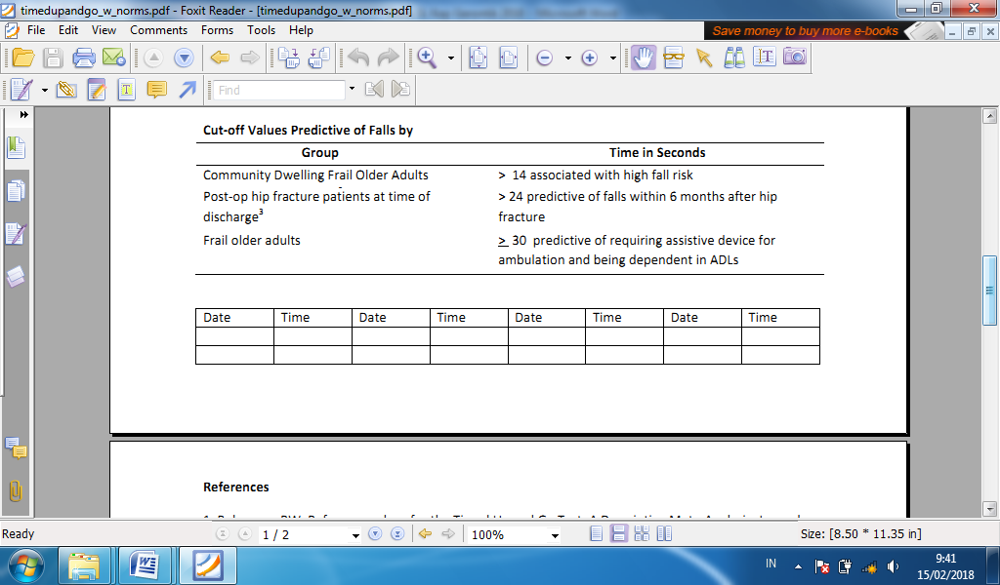 timedupandgo_w_norms.pdf - Foxit Reader - [timedupandgo_w_norms.pdf]
File Edit View Comments Forms Tools Help
Save money to buy more e-books
Find
Cut-off Values Predictive of Falls by
Group Time in Seconds
Community Dwelling Frail Older Adults > 14 associated with high fall risk
Post-op hip fracture patients at time of > 24 predictive of falls within 6 months after hip
discharge³ fracture
Frail older adults ≥ 30 predictive of requiring assistive device for
ambulation and being dependent in ADLs
Date Time Date Time Date Time Date Time
References
Ready
1 / 2
100%
Size: [8.50 * 11.35 in]
IN
9:41
15/02/2018